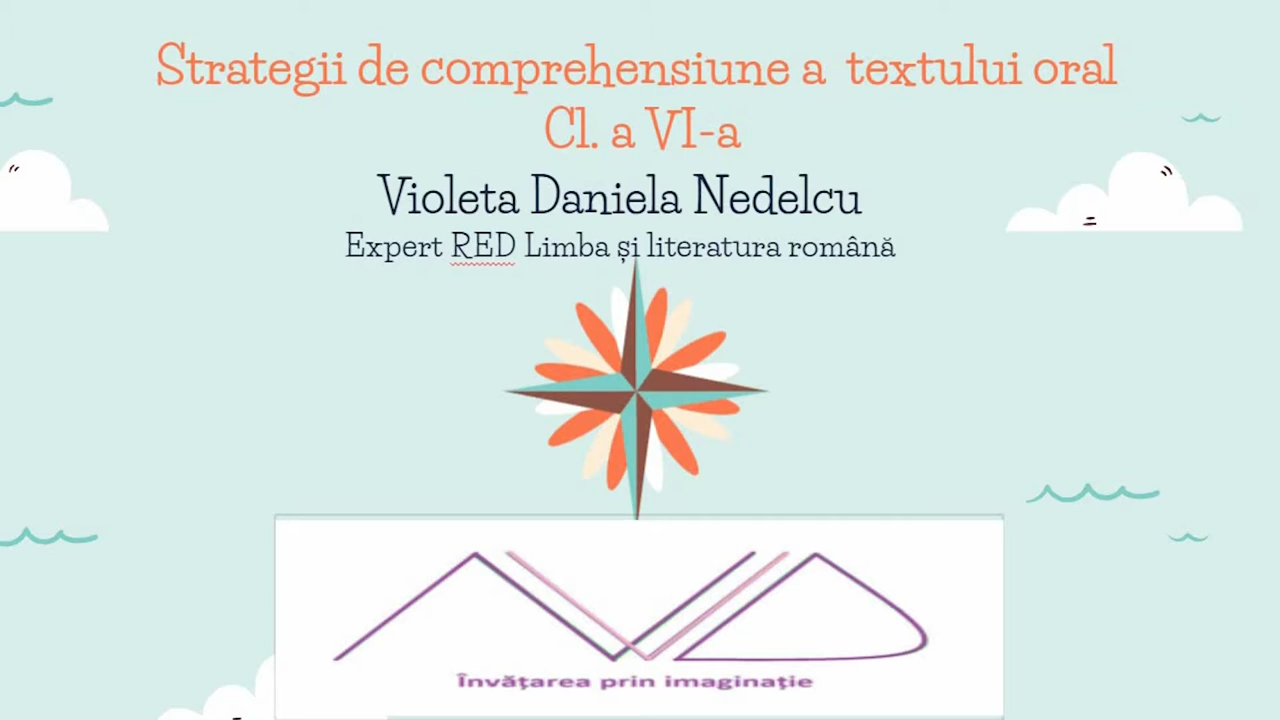 Strategii de comprehensiune a textului oral
Cl. a VI-a
Violeta Daniela Nedelcu
Expert RED Limba și literatura română
Învățarea prin imaginație